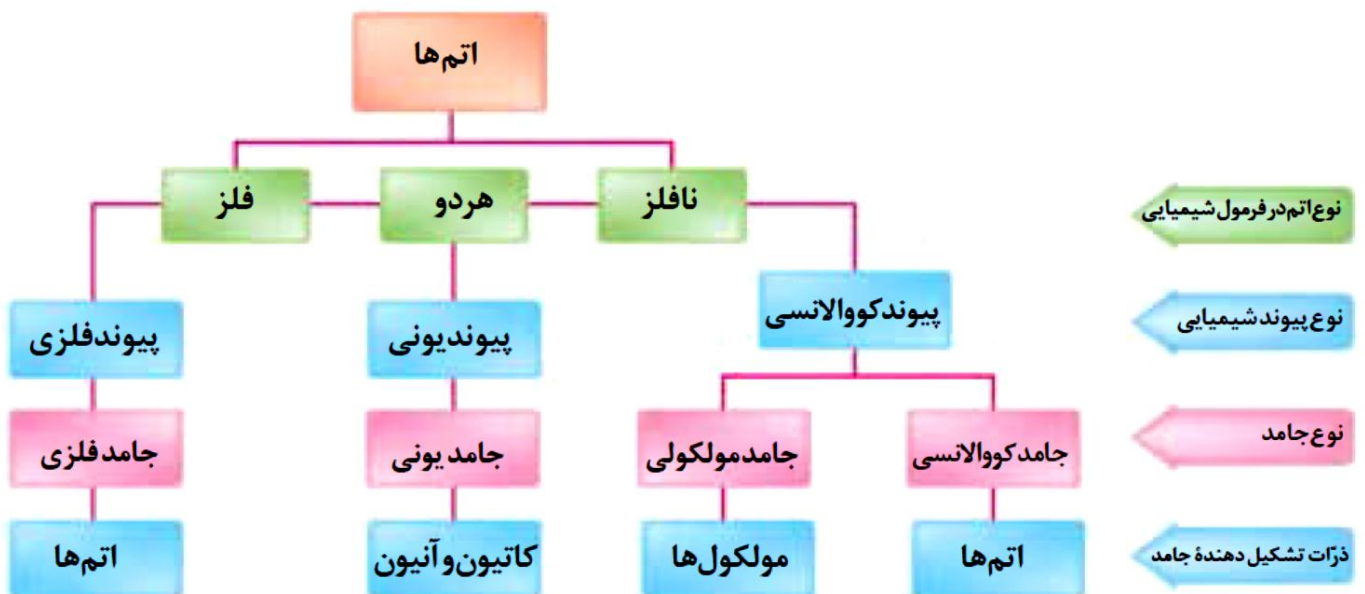 اتم‌ها
نافلز
هردو
فلز
نوع اتم در فرمول شیمیایی
پیوند کووالانسی
پیوند یونی
پیوند فلزی
نوع پیوند شیمیایی
جامد کووالانسی
جامد مولکولی
جامد یونی
جامد فلزی
نوع جامد
اتم‌ها
مولکول‌ها
کاتیون و آنیون
اتم‌ها
ذرّات تشکیل دهندهٔ جامد